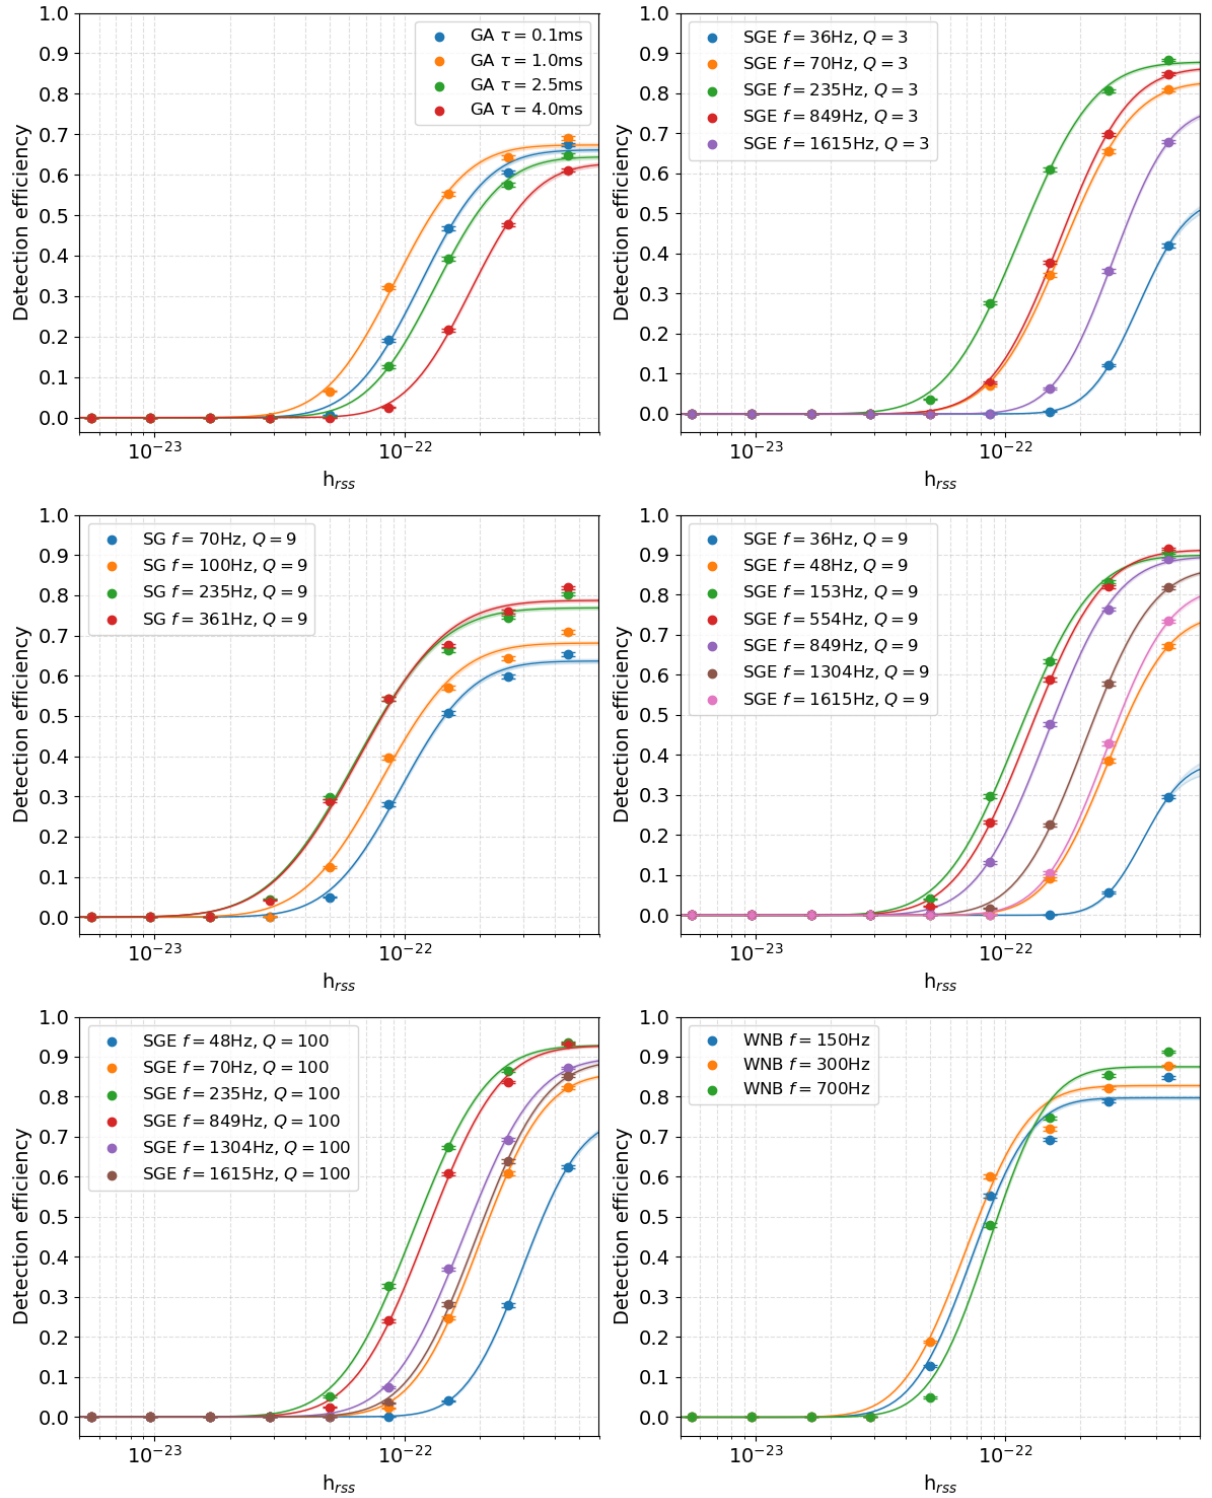 1.0
0.9
0.8
0.7
0.6
0.5
0.4
0.3
0.2
0.1
0.0
Detection efficiency
GA τ = 0.1ms
GA τ = 1.0ms
GA τ = 2.5ms
GA τ = 4.0ms
10⁻²³
10⁻²²
hrss
1.0
0.9
0.8
0.7
0.6
0.5
0.4
0.3
0.2
0.1
0.0
Detection efficiency
SGE f = 36Hz, Q = 3
SGE f = 70Hz, Q = 3
SGE f = 235Hz, Q = 3
SGE f = 849Hz, Q = 3
SGE f = 1615Hz, Q = 3
10⁻²³
10⁻²²
hrss
1.0
0.9
0.8
0.7
0.6
0.5
0.4
0.3
0.2
0.1
0.0
Detection efficiency
SG f = 70Hz, Q = 9
SG f = 100Hz, Q = 9
SG f = 235Hz, Q = 9
SG f = 361Hz, Q = 9
10⁻²³
10⁻²²
hrss
1.0
0.9
0.8
0.7
0.6
0.5
0.4
0.3
0.2
0.1
0.0
Detection efficiency
SGE f = 36Hz, Q = 9
SGE f = 48Hz, Q = 9
SGE f = 153Hz, Q = 9
SGE f = 554Hz, Q = 9
SGE f = 849Hz, Q = 9
SGE f = 1304Hz, Q = 9
SGE f = 1615Hz, Q = 9
10⁻²³
10⁻²²
hrss
1.0
0.9
0.8
0.7
0.6
0.5
0.4
0.3
0.2
0.1
0.0
Detection efficiency
SGE f = 48Hz, Q = 100
SGE f = 70Hz, Q = 100
SGE f = 235Hz, Q = 100
SGE f = 849Hz, Q = 100
SGE f = 1304Hz, Q = 100
SGE f = 1615Hz, Q = 100
10⁻²³
10⁻²²
hrss
1.0
0.9
0.8
0.7
0.6
0.5
0.4
0.3
0.2
0.1
0.0
Detection efficiency
WNB f = 150Hz
WNB f = 300Hz
WNB f = 700Hz
10⁻²³
10⁻²²
hrss